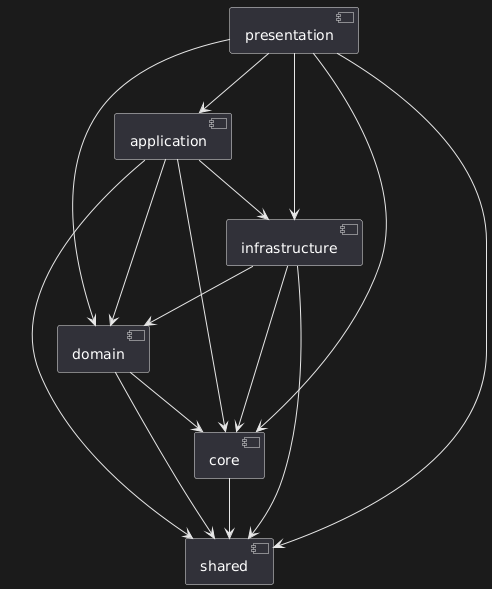 presentation
application
infrastructure
domain
core
shared